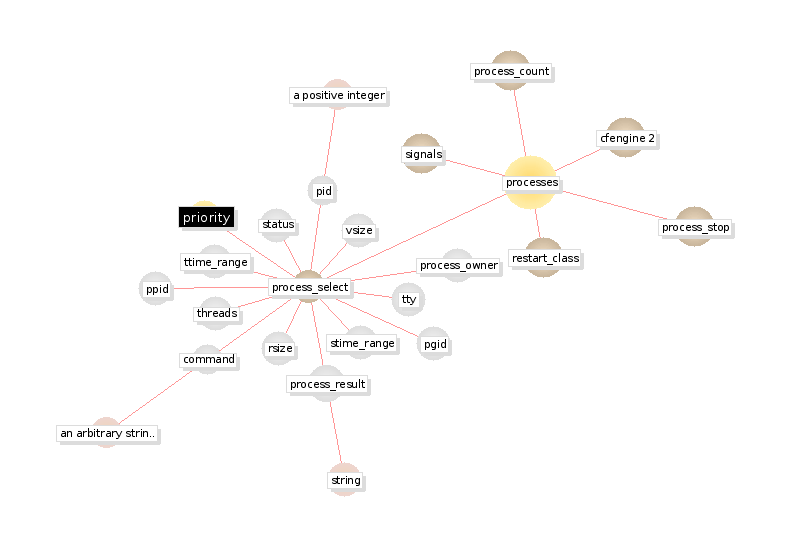 process_count
a positive integer
cfengine 2
signals
processes
pid
priority
status
vsize
process_stop
restart_class
ttime_range
process_owner
ppid
process_select
tty
threads
rsize
stime_range
pgid
command
process_result
an arbitrary strin..
string